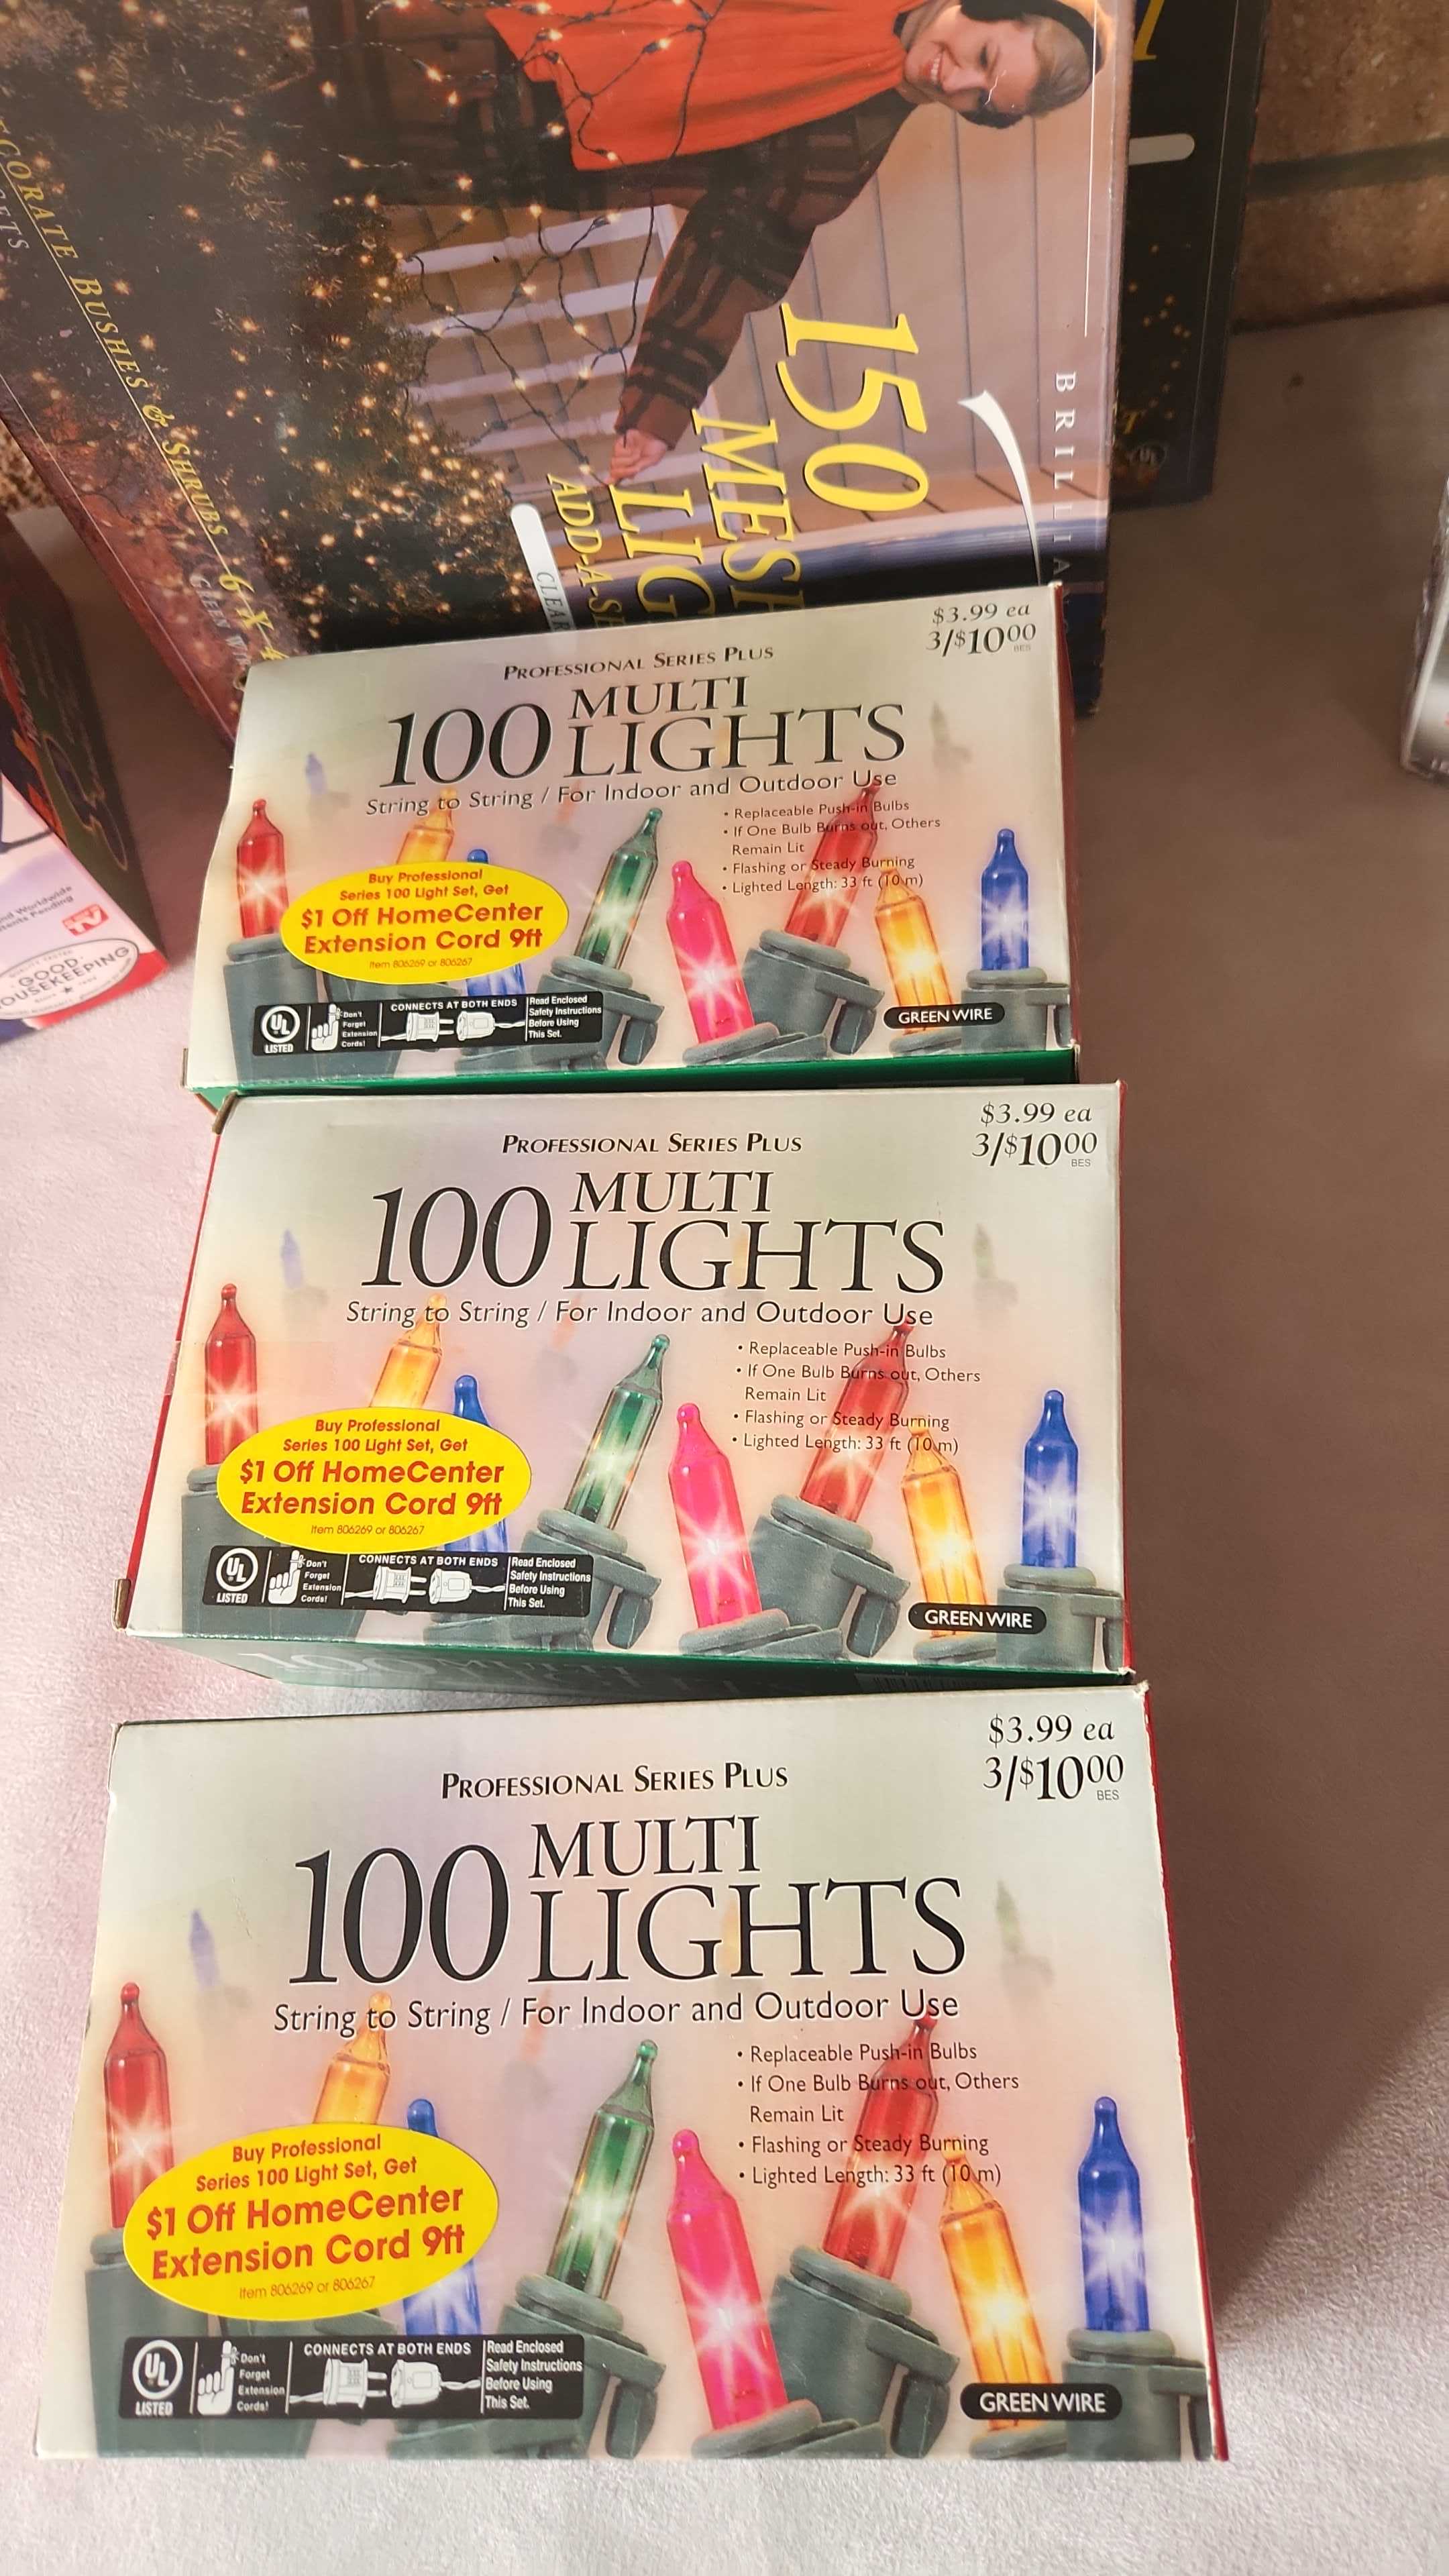 150
MESH
ADD-A-
CLEAR
DECORATE BUSHES & SHRUBS
6 X 4
GOOD
HOUSEKEEPING
$3.99 ea
3/$10.00
BES
PROFESSIONAL SERIES PLUS
100 MULTI
LIGHTS
String to String / For Indoor and Outdoor Use
• Replaceable Push-in Bulbs
• If One Bulb Burns out, Others
Remain Lit
• Flashing or Steady Burning
• Lighted Length: 33 ft (10 m)
Buy Professional
Series 100 Light Set, Get
$1 Off HomeCenter
Extension Cord 9ft
Item 806269 or 806267
UL
LISTED
Don't
Forget
Extension
Cords!
CONNECTS AT BOTH ENDS
Read Enclosed
Safety Instructions
Before Using
This Set.
GREEN WIRE
$3.99 ea
3/$10.00
BES
PROFESSIONAL SERIES PLUS
100 MULTI
LIGHTS
String to String / For Indoor and Outdoor Use
• Replaceable Push-in Bulbs
• If One Bulb Burns out, Others
Remain Lit
• Flashing or Steady Burning
• Lighted Length: 33 ft (10 m)
Buy Professional
Series 100 Light Set, Get
$1 Off HomeCenter
Extension Cord 9ft
Item 806269 or 806267
UL
LISTED
Don't
Forget
Extension
Cords!
CONNECTS AT BOTH ENDS
Read Enclosed
Safety Instructions
Before Using
This Set.
GREEN WIRE
100 MULTI
$3.99 ea
3/$10.00
BES
PROFESSIONAL SERIES PLUS
100 MULTI
LIGHTS
String to String / For Indoor and Outdoor Use
• Replaceable Push-in Bulbs
• If One Bulb Burns out, Others
Remain Lit
• Flashing or Steady Burning
• Lighted Length: 33 ft (10 m)
Buy Professional
Series 100 Light Set, Get
$1 Off HomeCenter
Extension Cord 9ft
Item 806269 or 806267
UL
LISTED
Don't
Forget
Extension
Cords!
CONNECTS AT BOTH ENDS
Read Enclosed
Safety Instructions
Before Using
This Set.
GREEN WIRE